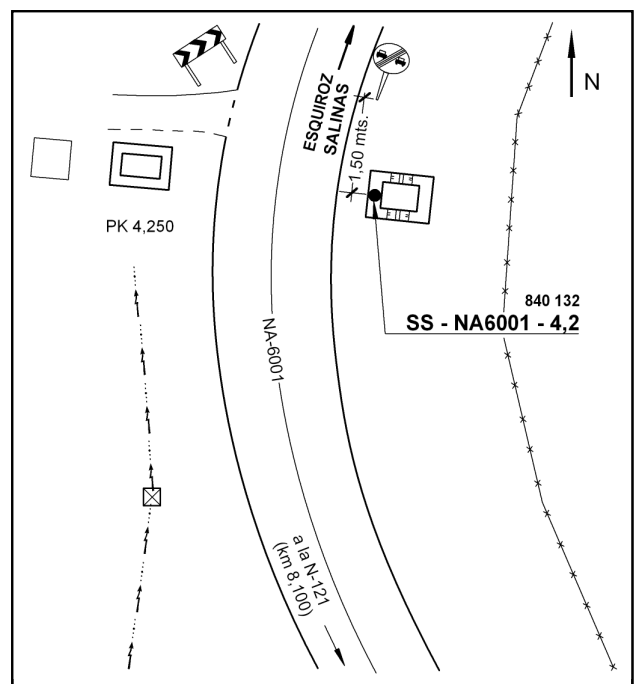 ESQUIROZ
SALINAS
N
1,50 mts.
PK 4,250
840 132
SS - NA6001 - 4,2
NA-6001
a la N-121
(km 8,100)